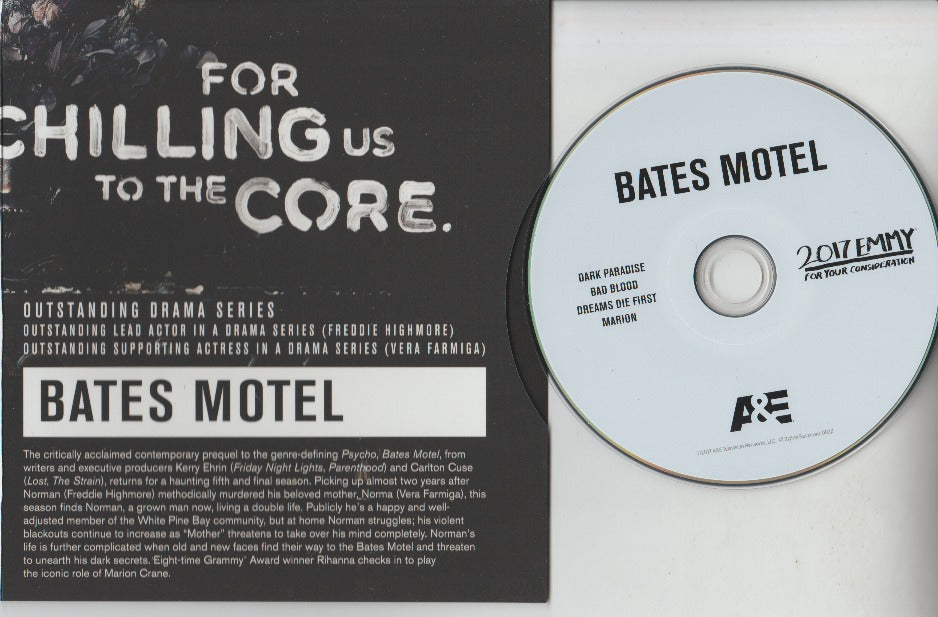 FOR
CHILLING US
TO THE CORE.
OUTSTANDING DRAMA SERIES
OUTSTANDING LEAD ACTOR IN A DRAMA SERIES (FREDDIE HIGHMORE)
OUTSTANDING SUPPORTING ACTRESS IN A DRAMA SERIES (VERA FARMIGA)
BATES MOTEL
The critically acclaimed contemporary prequel to the genre-defining Psycho, Bates Motel, from
writers and executive producers Kerry Ehrin (Friday Night Lights, Parenthood) and Carlton Cuse
(Lost, The Strain), returns for a haunting fifth and final season. Picking up almost two years after
Norman (Freddie Highmore) methodically murdered his beloved mother, Norma (Vera Farmiga), this
season finds Norman, a grown man now, living a double life. Publicly he's a happy and well-
adjusted member of the White Pine Bay community, but at home Norman struggles; his violent
blackouts continue to increase as "Mother" threatens to take over his mind completely. Norman's
life is further complicated when old and new faces find their way to the Bates Motel and threaten
to unearth his dark secrets. 'Eight-time Grammy' Award winner Rihanna checks in to play
the iconic role of Marion Crane.
BATES MOTEL
2017 EMMY
FOR YOUR CONSIDERATION
DARK PARADISE
BAD BLOOD
DREAMS DIE FIRST
MARION
A&E